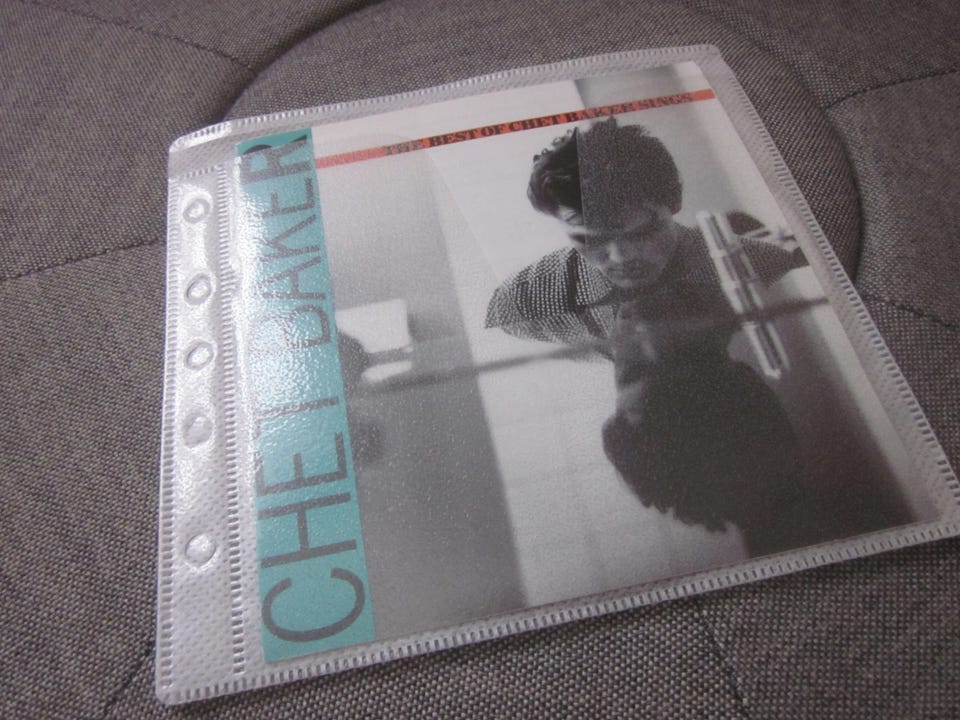 THE BEST OF CHET BAKER SINGS
CHET BAKER